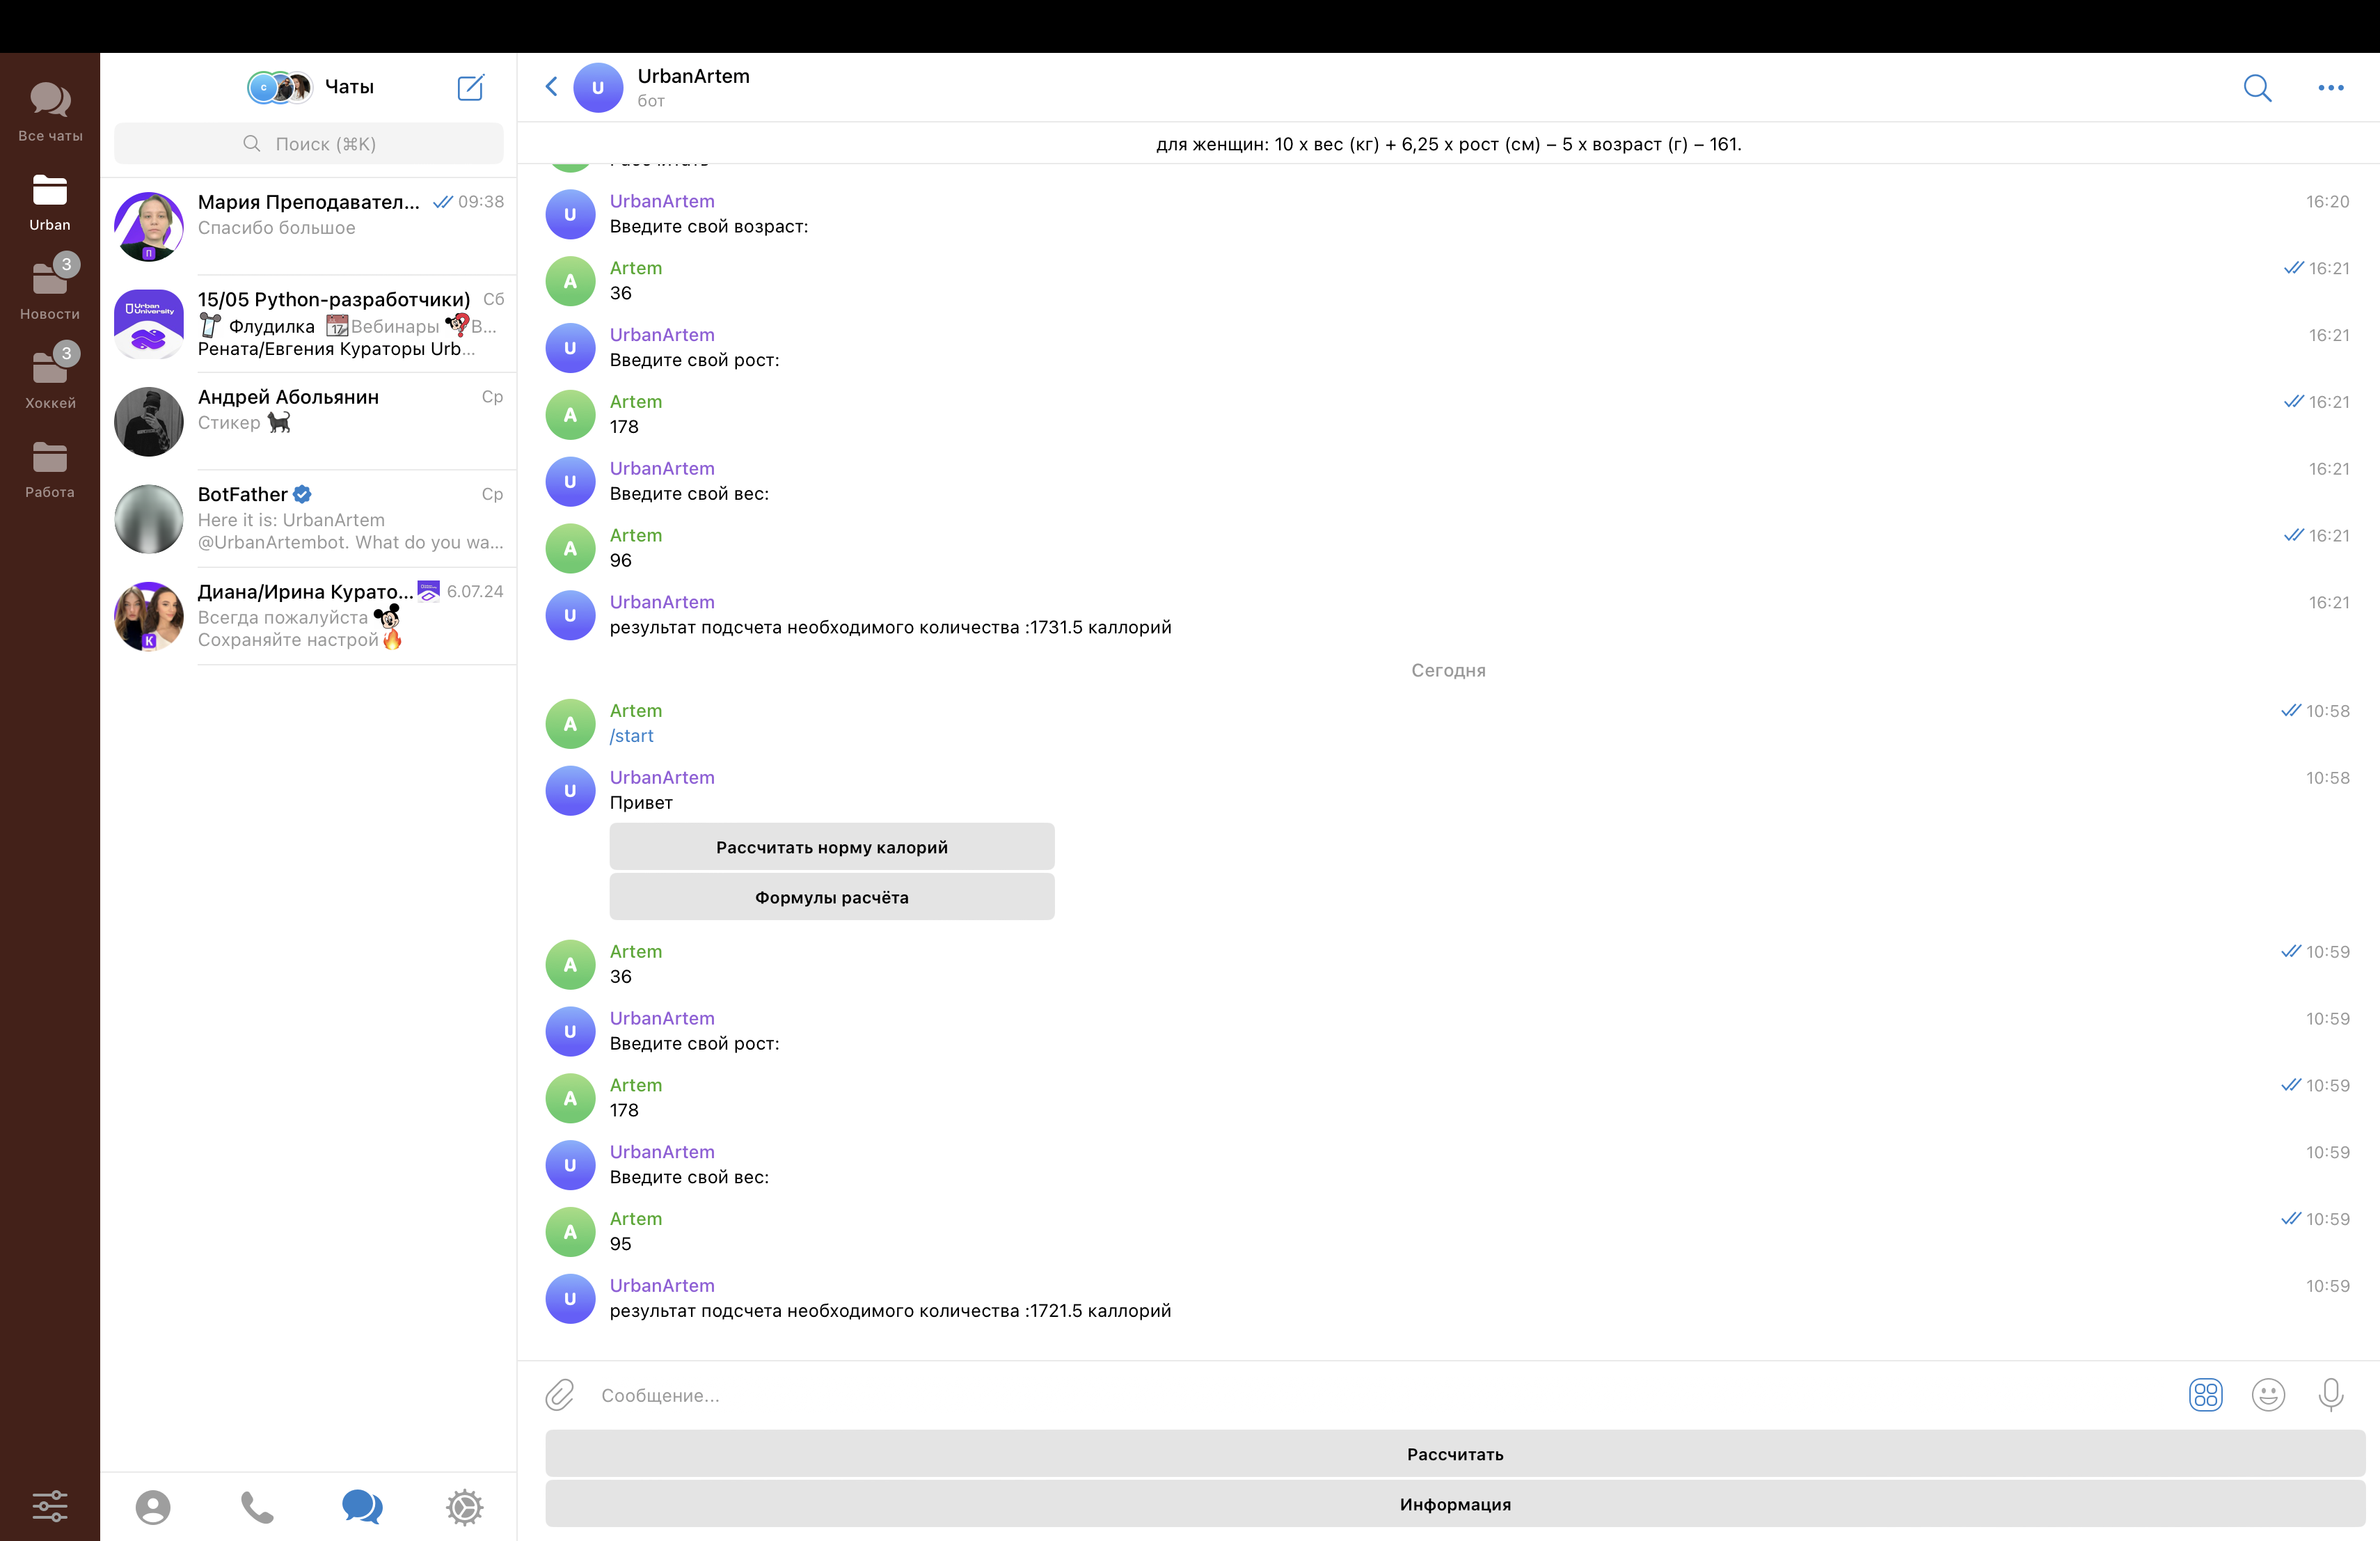 Все чаты
Urban
3
Новости
3
Хоккей
Работа
c
Чаты
Поиск (⌘K)
Мария Преподавател... 09:38
Спасибо большое
П
Urban University
15/05 Python-разработчики) Сб
Флудилка 17 Вебинары В...
Рената/Евгения Кураторы Urb...
Андрей Абольянин Ср
Стикер
BotFather Ср
Here it is: UrbanArtem
@UrbanArtembot. What do you wa...
Диана/Ирина Курато... 6.07.24
Всегда пожалуйста
Сохраняйте настрой
К
U
UrbanArtem
бот
для женщин: 10 x вес (кг) + 6,25 x рост (см) – 5 x возраст (г) – 161.
Рассчитать
U
UrbanArtem 16:20
Введите свой возраст:
A
Artem 16:21
36
U
UrbanArtem 16:21
Введите свой рост:
A
Artem 16:21
178
U
UrbanArtem 16:21
Введите свой вес:
A
Artem 16:21
96
U
UrbanArtem 16:21
результат подсчета необходимого количества :1731.5 каллорий
Сегодня
A
Artem 10:58
/start
U
UrbanArtem 10:58
Привет
Рассчитать норму калорий
Формулы расчёта
A
Artem 10:59
36
U
UrbanArtem 10:59
Введите свой рост:
A
Artem 10:59
178
U
UrbanArtem 10:59
Введите свой вес:
A
Artem 10:59
95
U
UrbanArtem 10:59
результат подсчета необходимого количества :1721.5 каллорий
Сообщение...
Рассчитать
Информация